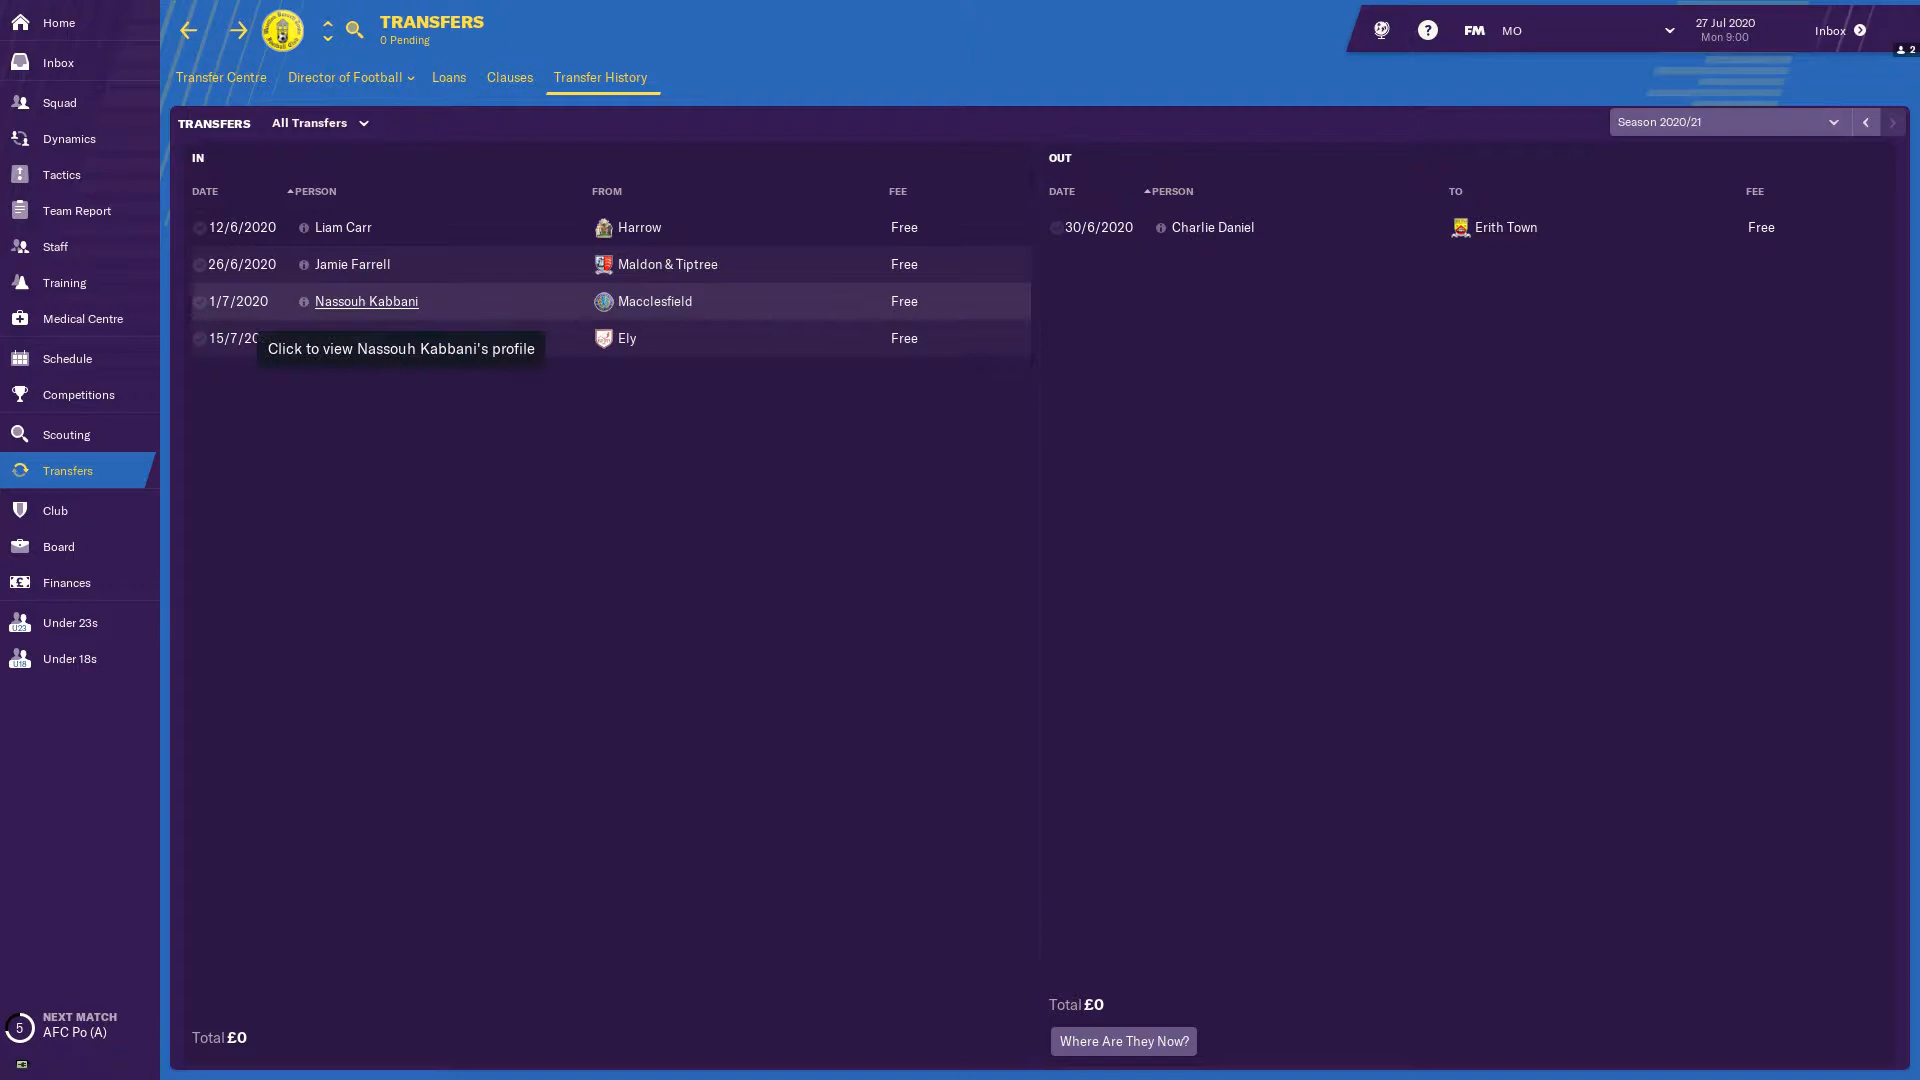 Home
Inbox
Squad
Dynamics
Tactics
Team Report
Staff
Training
Medical Centre
Schedule
Competitions
Scouting
Transfers
Club
Board
Finances
U23
Under 23s
U18
Under 18s
5
NEXT MATCH
AFC Po (A)
TRANSFERS
0 Pending
?
FM MO
27 Jul 2020
Mon 9:00
Inbox
2
Transfer Centre Director of Football Loans Clauses Transfer History
TRANSFERS All Transfers
Season 2020/21
IN
DATE PERSON FROM FEE
12/6/2020 Liam Carr Harrow Free
26/6/2020 Jamie Farrell Maldon & Tiptree Free
1/7/2020 Nassouh Kabbani Macclesfield Free
15/7/20 Ely Free
Click to view Nassouh Kabbani's profile
Total £0
OUT
DATE PERSON TO FEE
30/6/2020 Charlie Daniel Erith Town Free
Total £0
Where Are They Now?